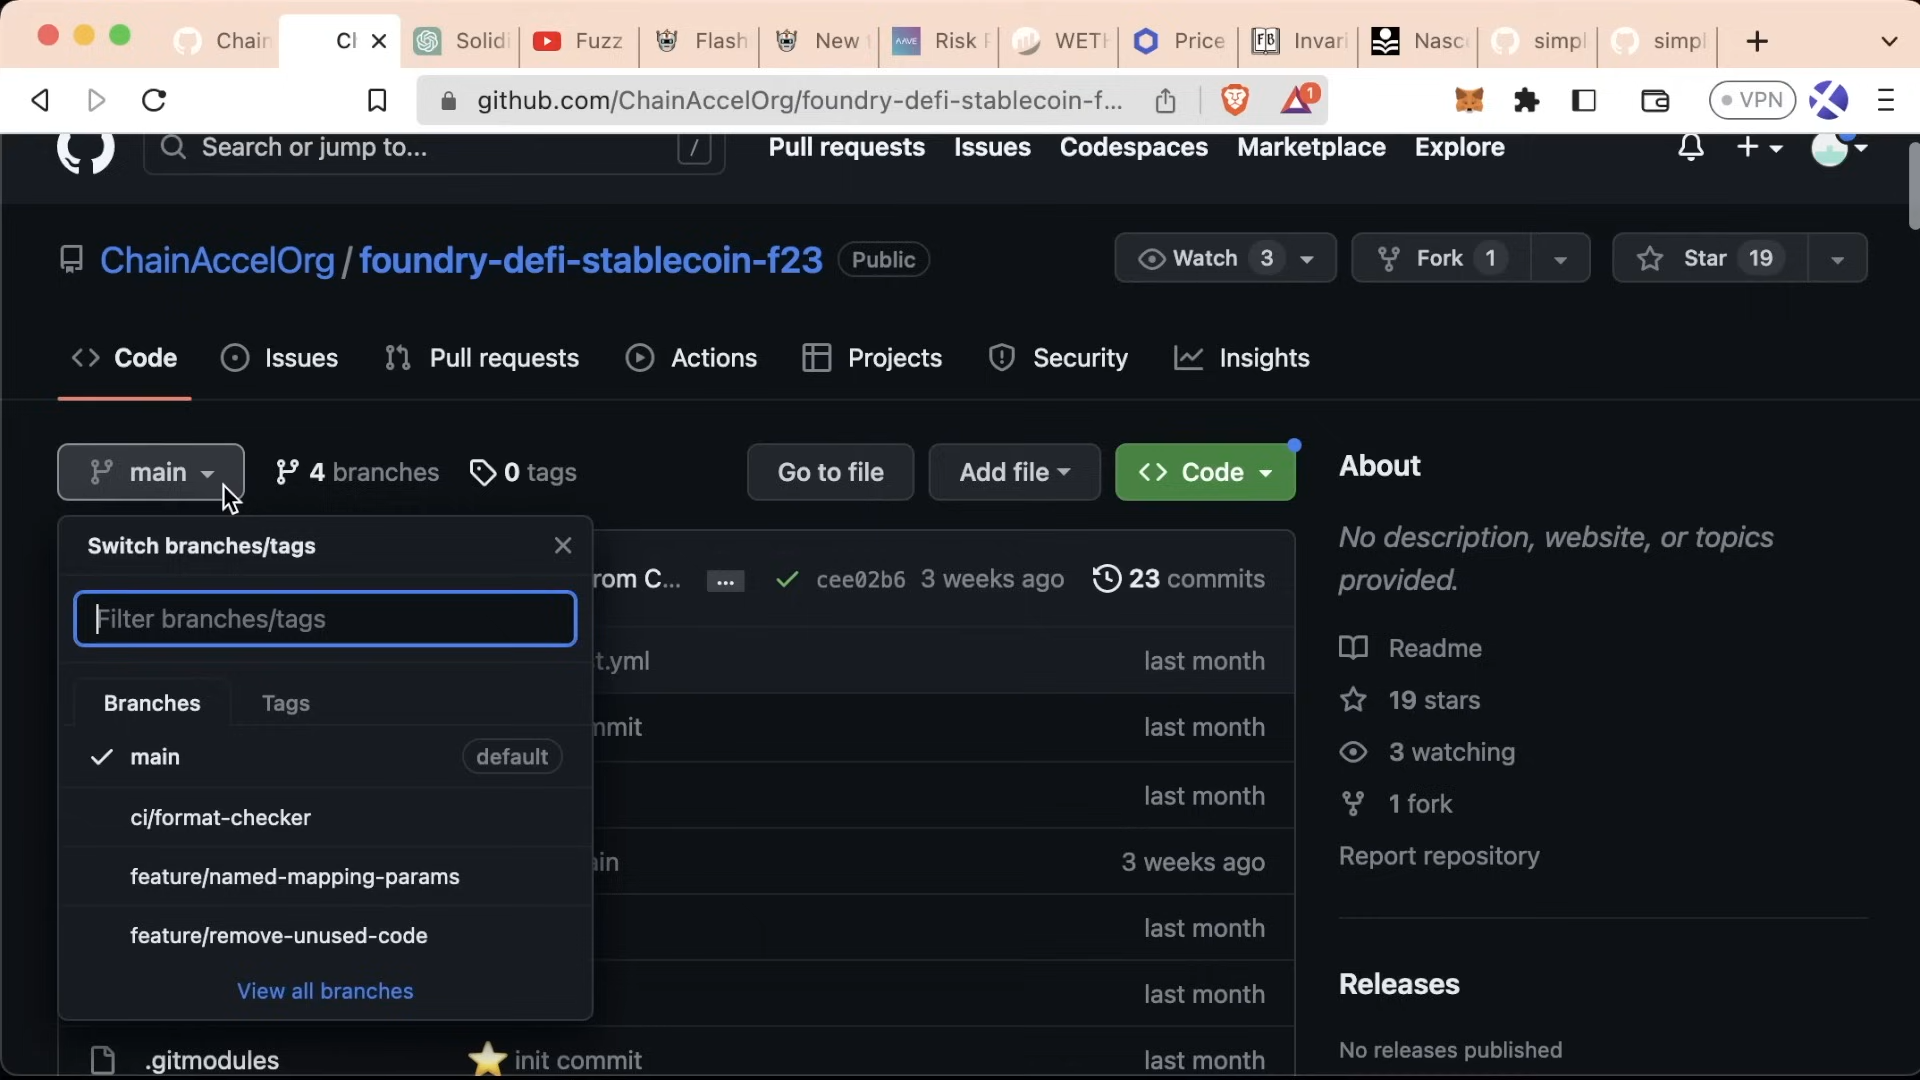 Chain
Cl
Solidi
Fuzz
Flash
New
AAVE
Risk
WETH
Price
FB
Invari
Nasc
simpl
simpl
github.com/ChainAccelOrg/foundry-defi-stablecoin-f...
1
VPN
Search or jump to...
/
Pull requests
Issues
Codespaces
Marketplace
Explore
ChainAccelOrg/foundry-defi-stablecoin-f23
Public
Watch 3
Fork 1
Star 19
Code
Issues
Pull requests
Actions
Projects
Security
Insights
main
4 branches
0 tags
Go to file
Add file
Code
About
No description, website, or topics
provided.
Switch branches/tags
Filter branches/tags
Branches
Tags
main
default
ci/format-checker
feature/named-mapping-params
feature/remove-unused-code
View all branches
rom C...
...
cee02b6 3 weeks ago
23 commits
t.yml
last month
mmit
last month
last month
ain
3 weeks ago
last month
last month
.gitmodules
init commit
last month
Readme
19 stars
3 watching
1 fork
Report repository
Releases
No releases published